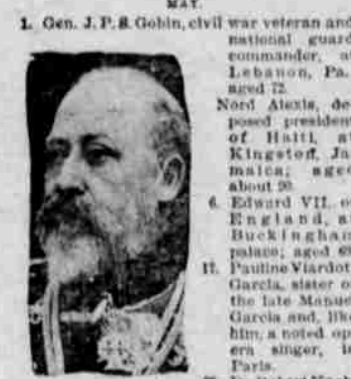 MAY.
1. Gen. J. P. S. Gobin, civil war veteran and
national guard
commander, at
Lebanon, Pa.
aged 72.
Nord Alexis, de-
posed president
of Haiti, at
Kingston, Ja-
maica; aged
about 90.
6. Edward VII. of
England, at
Buckingham
palace; aged 69
17. Pauline Viardot
Garcia, sister of
the late Manuel
Garcia and, like
him, a noted op-
era singer, in
Paris.